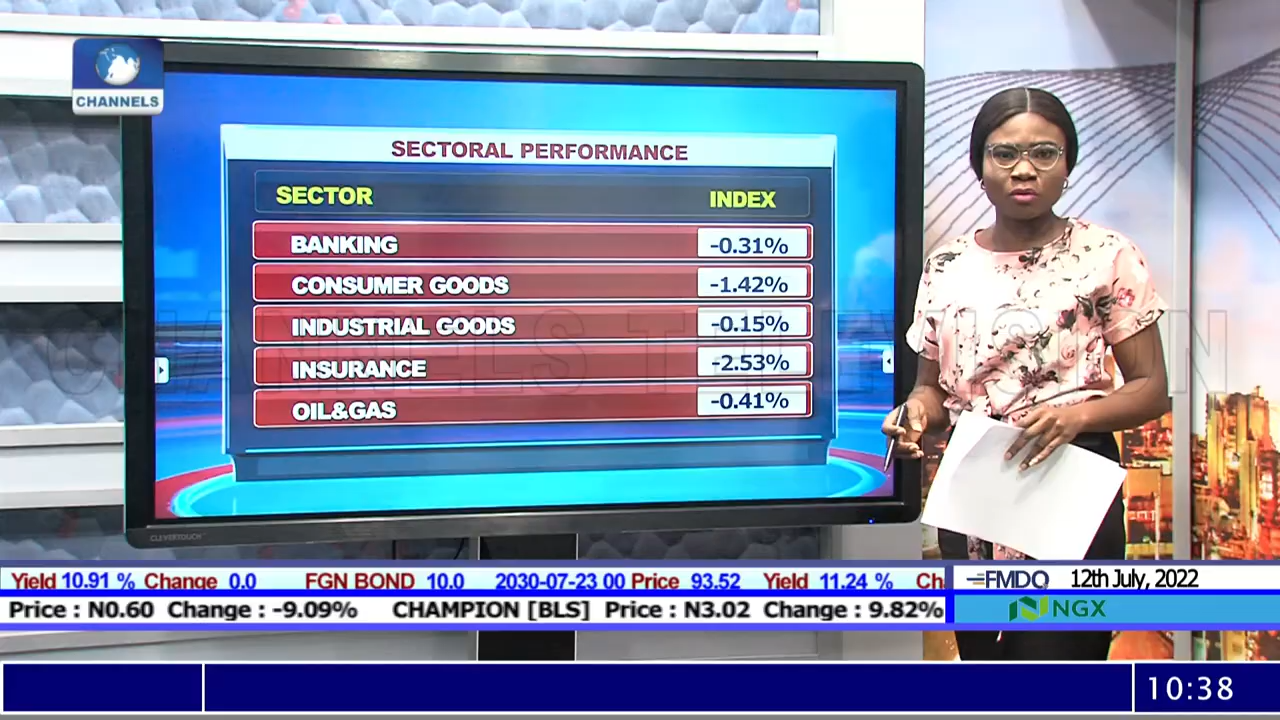 CHANNELS
SECTORAL PERFORMANCE
SECTOR INDEX
BANKING -0.31%
CONSUMER GOODS -1.42%
INDUSTRIAL GOODS -0.15%
INSURANCE -2.53%
OIL&GAS -0.41%
CHANNELS TELEVISION
CLEVERTOUCH
Yield 10.91 % Change 0.0 FGN BOND 10.0 2030-07-23 00 Price 93.52 Yield 11.24 %
FMDQ 12th July, 2022
Price : N0.60 Change : -9.09% CHAMPION [BLS] Price : N3.02 Change : 9.82%
NGX
10:38